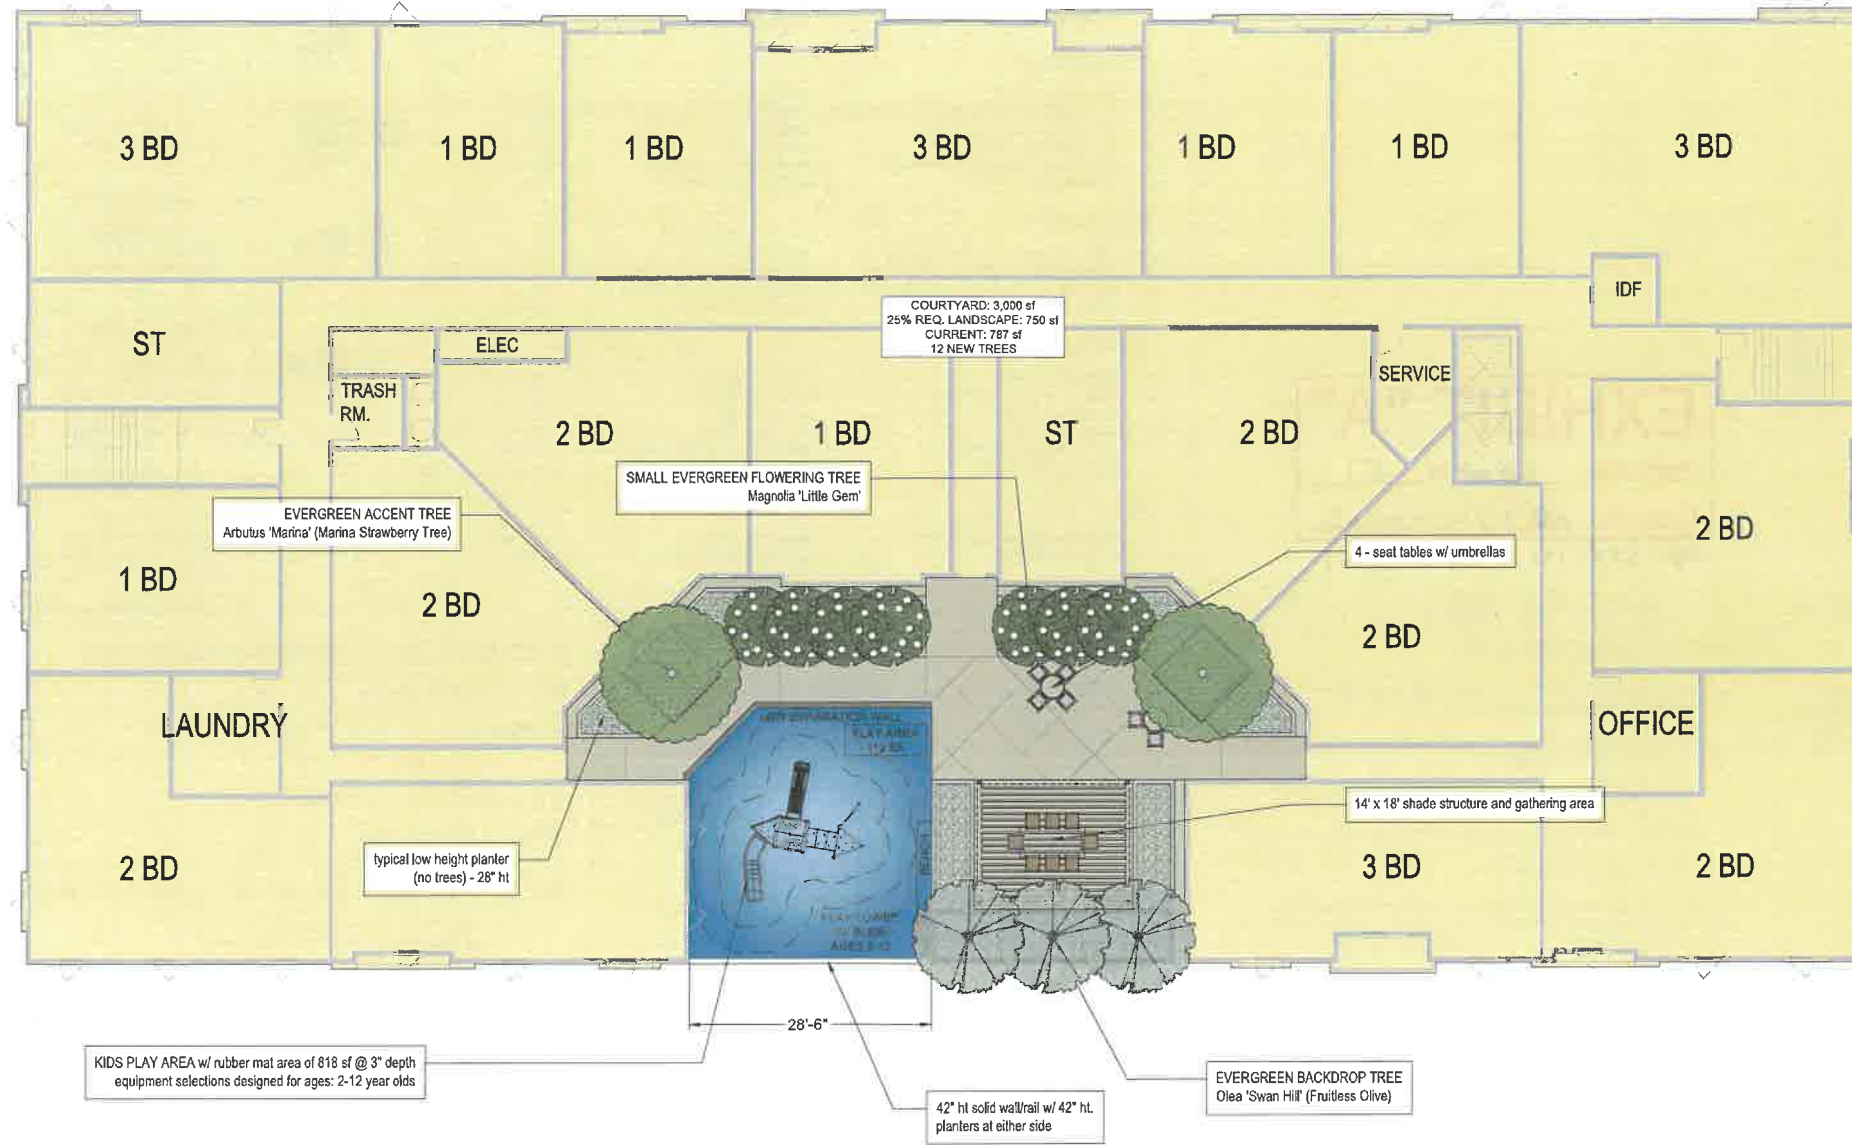 3 BD
1 BD
1 BD
3 BD
1 BD
1 BD
3 BD
IDF
COURTYARD: 3,000 sf
25% REQ. LANDSCAPE: 750 sf
CURRENT: 787 sf
12 NEW TREES
ST
ELEC
TRASH
RM.
SERVICE
2 BD
1 BD
ST
2 BD
SMALL EVERGREEN FLOWERING TREE
Magnolia 'Little Gem'
EVERGREEN ACCENT TREE
Arbutus 'Marina' (Marina Strawberry Tree)
4 - seat tables w/ umbrellas
2 BD
1 BD
2 BD
2 BD
LAUNDRY
OFFICE
PLAY AREA
14' x 18' shade structure and gathering area
typical low height planter
(no trees) - 28" ht
2 BD
3 BD
2 BD
28'-6"
KIDS PLAY AREA w/ rubber mat area of 818 sf @ 3" depth
equipment selections designed for ages: 2-12 year olds
EVERGREEN BACKDROP TREE
Olea 'Swan Hill' (Fruitless Olive)
42" ht solid wall/rail w/ 42" ht.
planters at either side